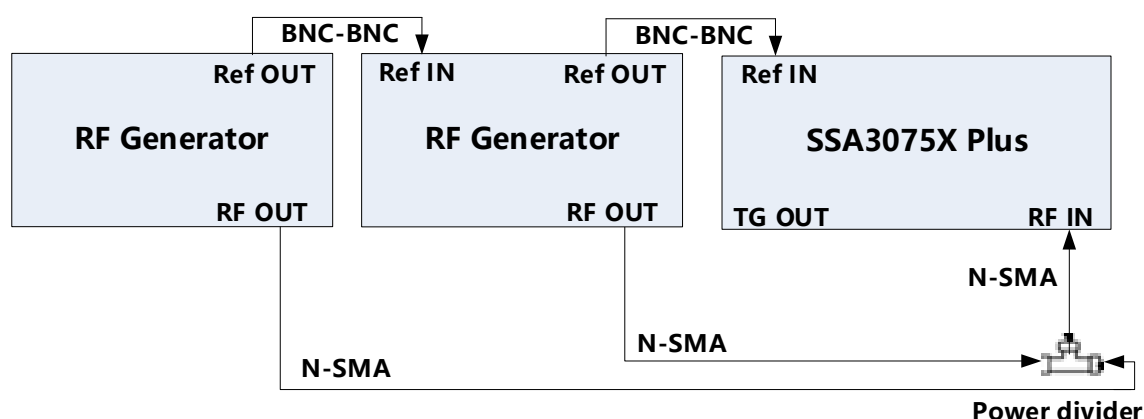 BNC-BNC
BNC-BNC
Ref OUT
Ref IN
Ref OUT
Ref IN
RF Generator
RF Generator
SSA3075X Plus
RF OUT
RF OUT
TG OUT
RF IN
N-SMA
N-SMA
N-SMA
Power divider